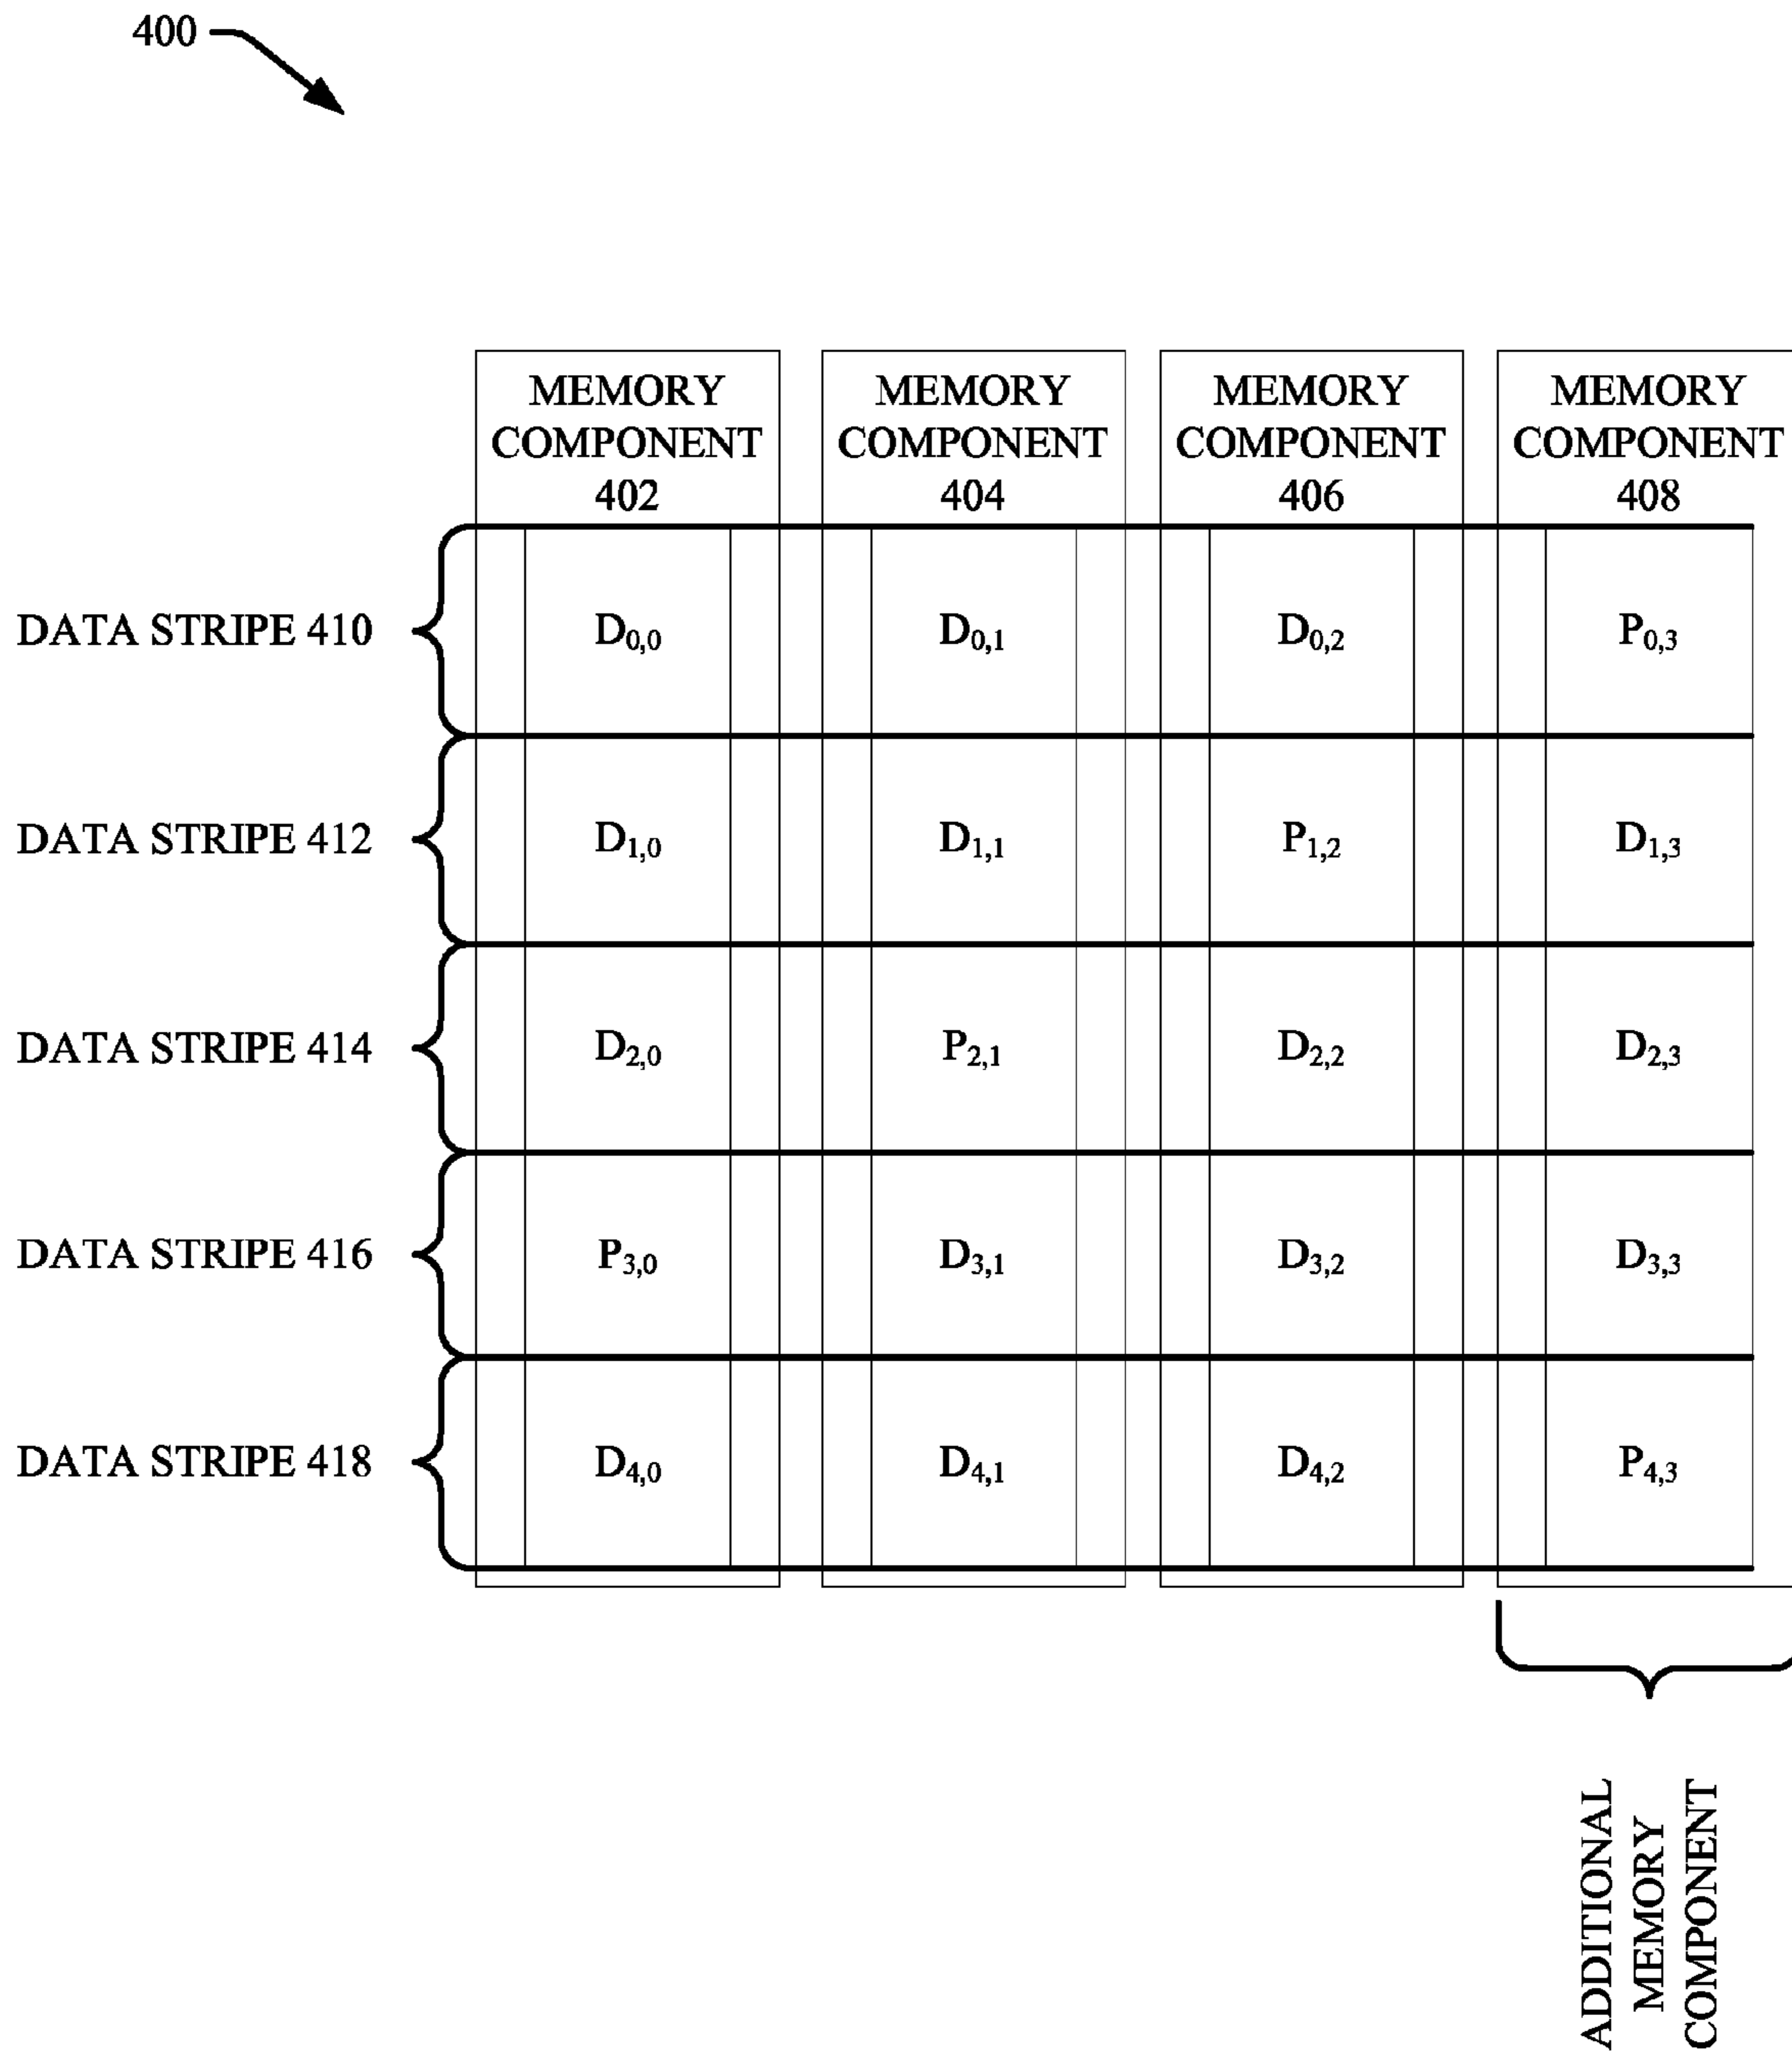 400
MEMORY COMPONENT 402
MEMORY COMPONENT 404
MEMORY COMPONENT 406
MEMORY COMPONENT 408
DATA STRIPE 410
D0,0
D0,1
D0,2
P0,3
DATA STRIPE 412
D1,0
D1,1
P1,2
D1,3
DATA STRIPE 414
D2,0
P2,1
D2,2
D2,3
DATA STRIPE 416
P3,0
D3,1
D3,2
D3,3
DATA STRIPE 418
D4,0
D4,1
D4,2
P4,3
ADDITIONAL
MEMORY
COMPONENT